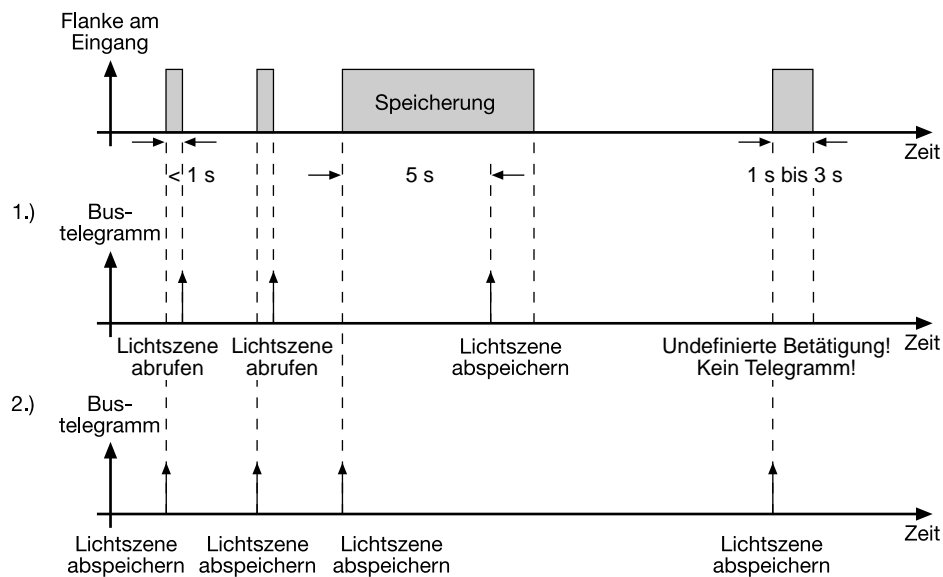 Flanke am
Eingang
Speicherung
Zeit
< 1 s
5 s
1 s bis 3 s
1.)
Bus-
telegramm
Lichtszene
abrufen
Lichtszene
abrufen
Lichtszene
abspeichern
Undefinierte Betätigung!
Kein Telegramm!
Zeit
2.)
Bus-
telegramm
Zeit
Lichtszene
abspeichern
Lichtszene
abspeichern
Lichtszene
abspeichern
Lichtszene
abspeichern